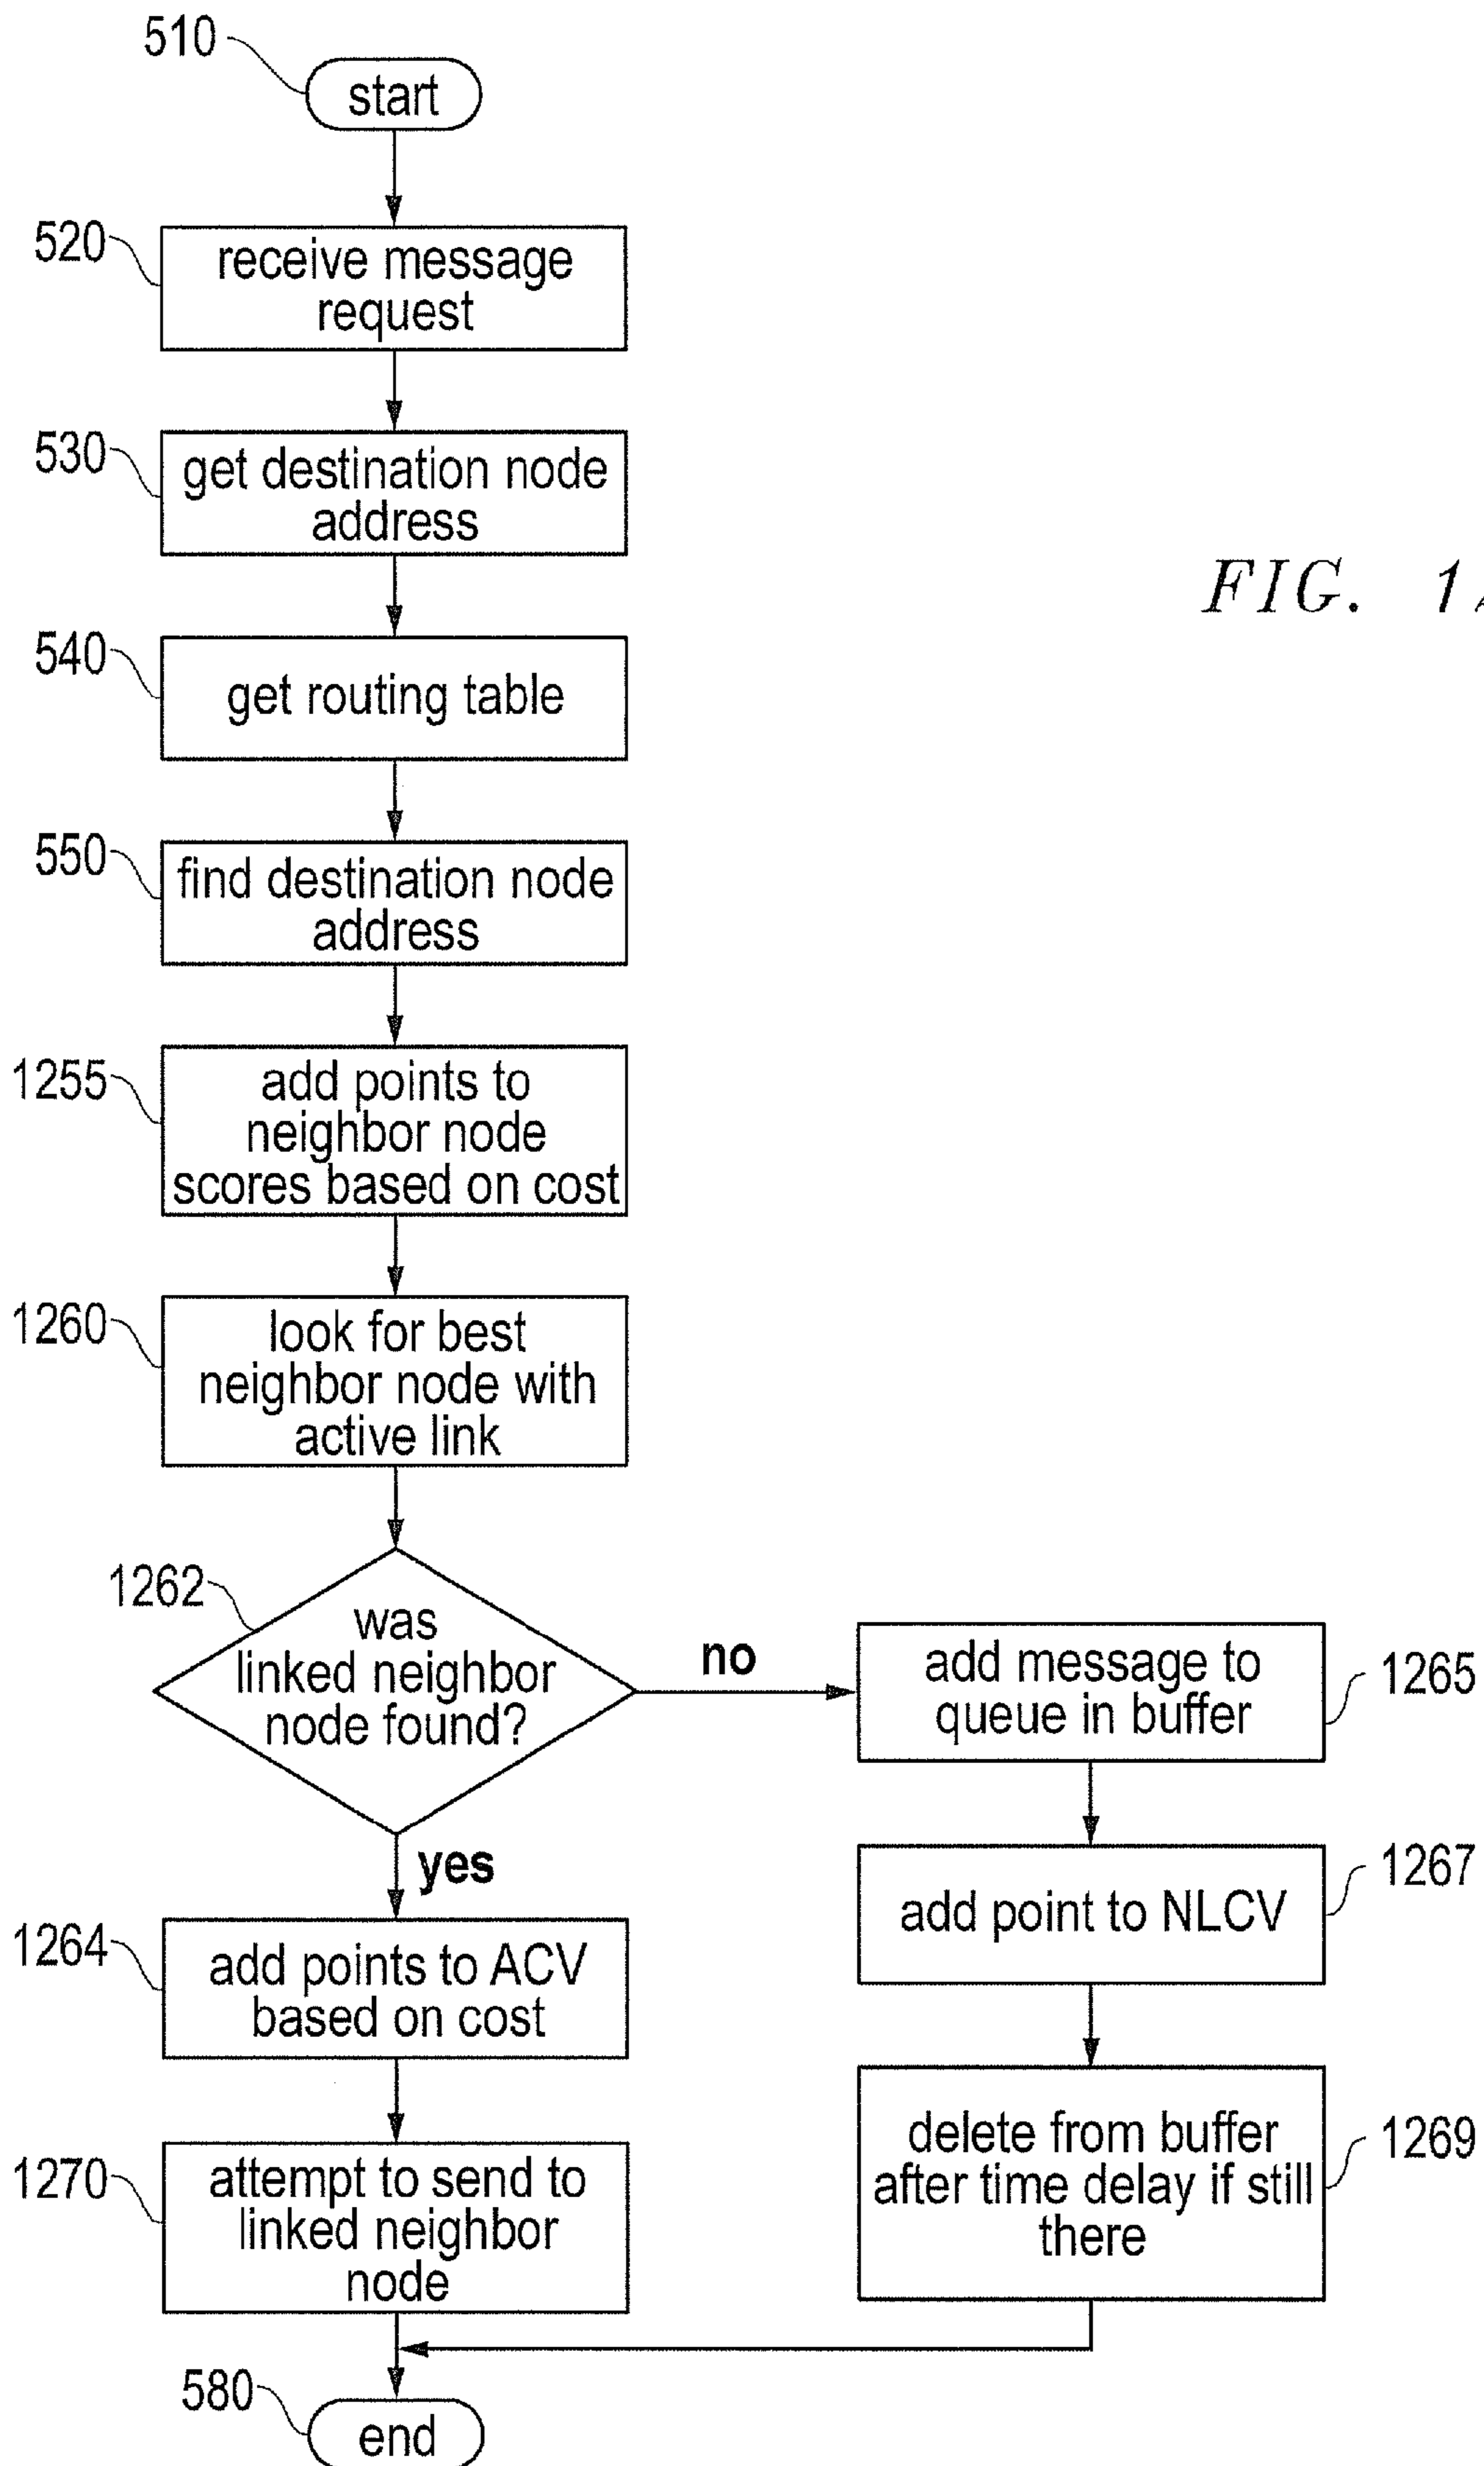 510
start
520
receive message
request
530
get destination node
address
540
get routing table
FIG. 1
550
find destination node
address
1255
add points to
neighbor node
scores based on cost
1260
look for best
neighbor node with
active link
1262
was
linked neighbor
node found?
no
yes
add message to
queue in buffer
1265
add point to NLCV
1267
delete from buffer
after time delay if still
there
1269
1264
add points to ACV
based on cost
1270
attempt to send to
linked neighbor
node
580
end